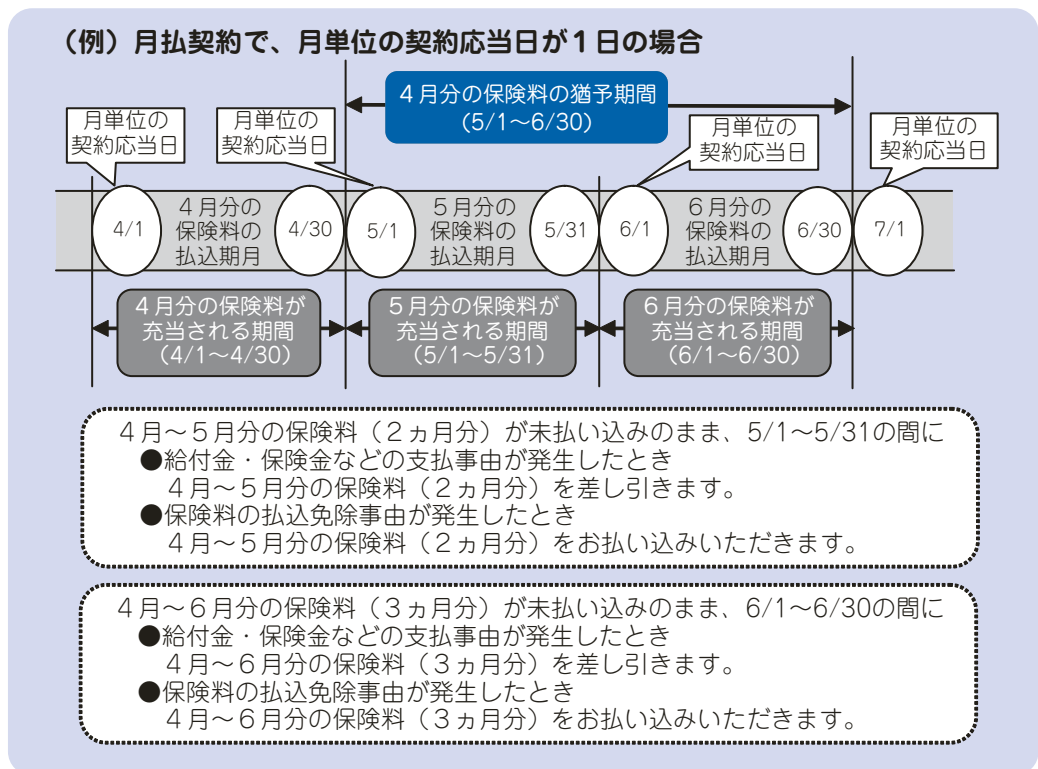 （例）月払契約で、月単位の契約応当日が１日の場合
４月分の保険料の猶予期間
（5/1～6/30）
月単位の
契約応当日
月単位の
契約応当日
月単位の
契約応当日
月単位の
契約応当日
4/1
４月分の
保険料の
払込期月
4/30
5/1
５月分の
保険料の
払込期月
5/31
6/1
６月分の
保険料の
払込期月
6/30
7/1
４月分の保険料が
充当される期間
（4/1～4/30）
５月分の保険料が
充当される期間
（5/1～5/31）
６月分の保険料が
充当される期間
（6/1～6/30）
４月～５月分の保険料（２ヵ月分）が未払い込みのまま、5/1～5/31の間に
●給付金・保険金などの支払事由が発生したとき
４月～５月分の保険料（２ヵ月分）を差し引きます。
●保険料の払込免除事由が発生したとき
４月～５月分の保険料（２ヵ月分）をお払い込みいただきます。
４月～６月分の保険料（３ヵ月分）が未払い込みのまま、6/1～6/30の間に
●給付金・保険金などの支払事由が発生したとき
４月～６月分の保険料（３ヵ月分）を差し引きます。
●保険料の払込免除事由が発生したとき
４月～６月分の保険料（３ヵ月分）をお払い込みいただきます。